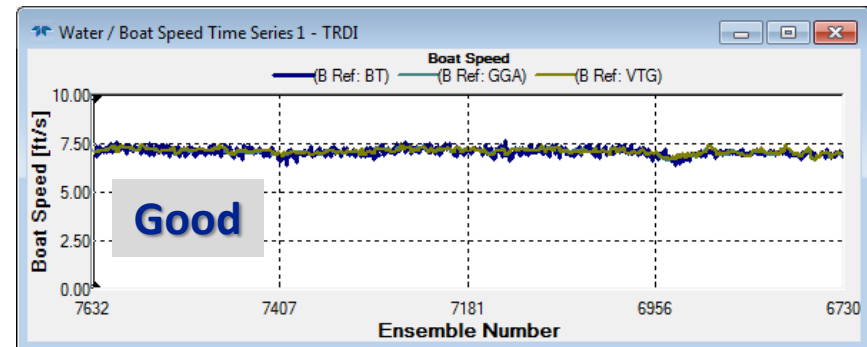 Water / Boat Speed Time Series 1 - TRDI
Boat Speed
(B Ref: BT) (B Ref: GGA) (B Ref: VTG)
10.00
7.50
5.00
2.50
0.00
Boat Speed [ft/s]
Good
7632 7407 7181 6956 6730
Ensemble Number